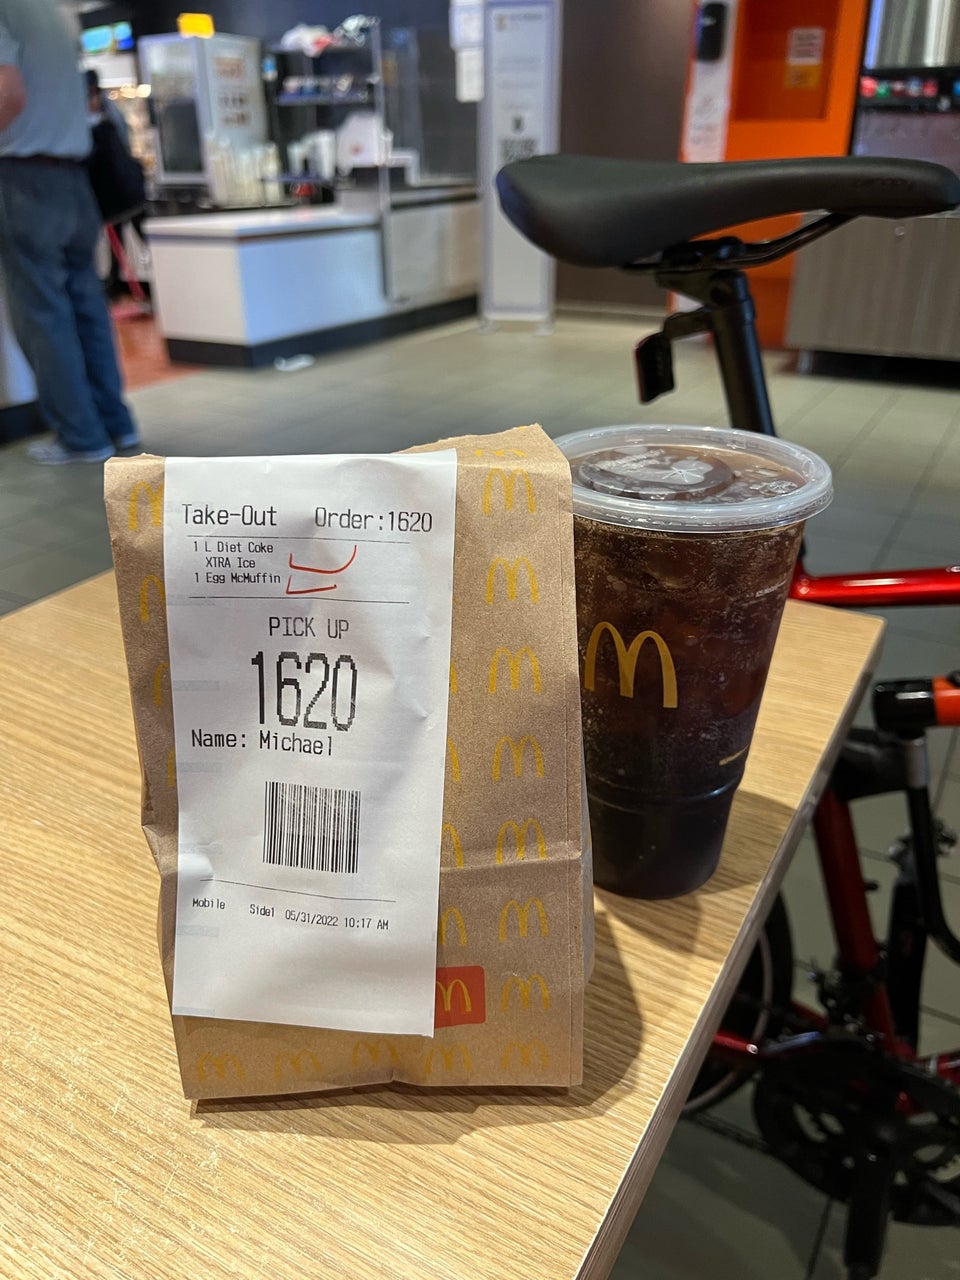 Take-Out Order:1620
1 L Diet Coke
XTRA Ice
1 Egg McMuffin
PICK UP
1620
Name: Michael
Mobile Side1 05/31/2022 10:17 AM